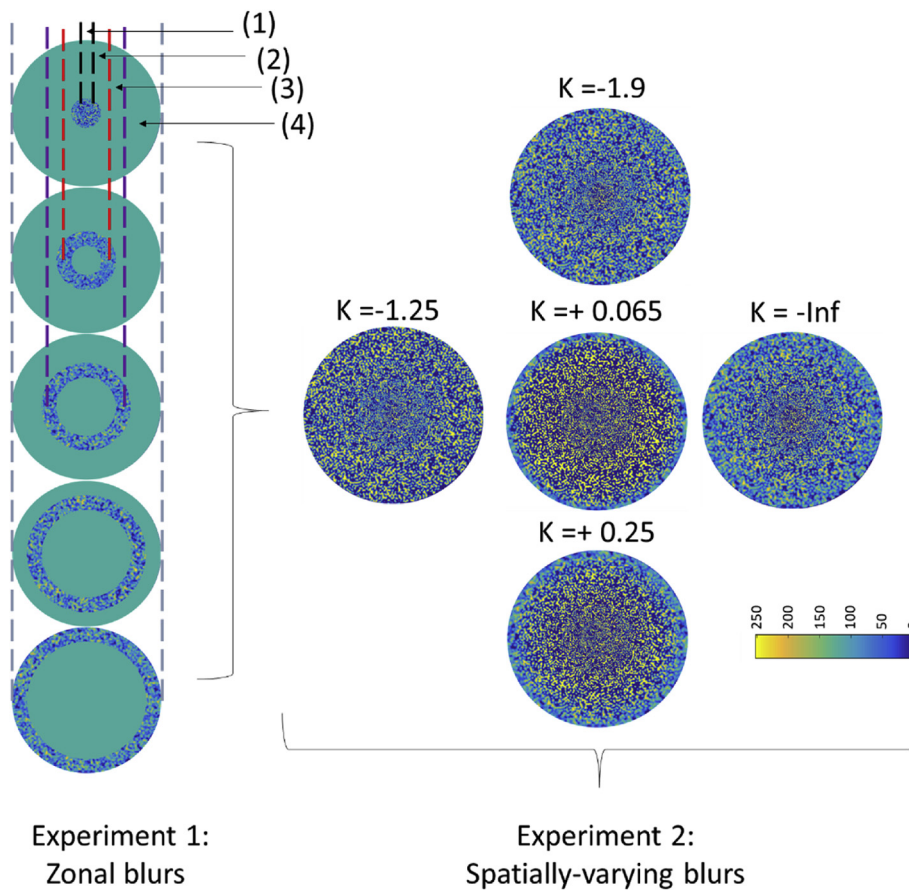 (1)
(2)
(3)
(4)
K =-1.9
K =-1.25
K =+ 0.065
K = -Inf
K =+ 0.25
250
200
150
100
50
0
Experiment 1:
Zonal blurs
Experiment 2:
Spatially-varying blurs